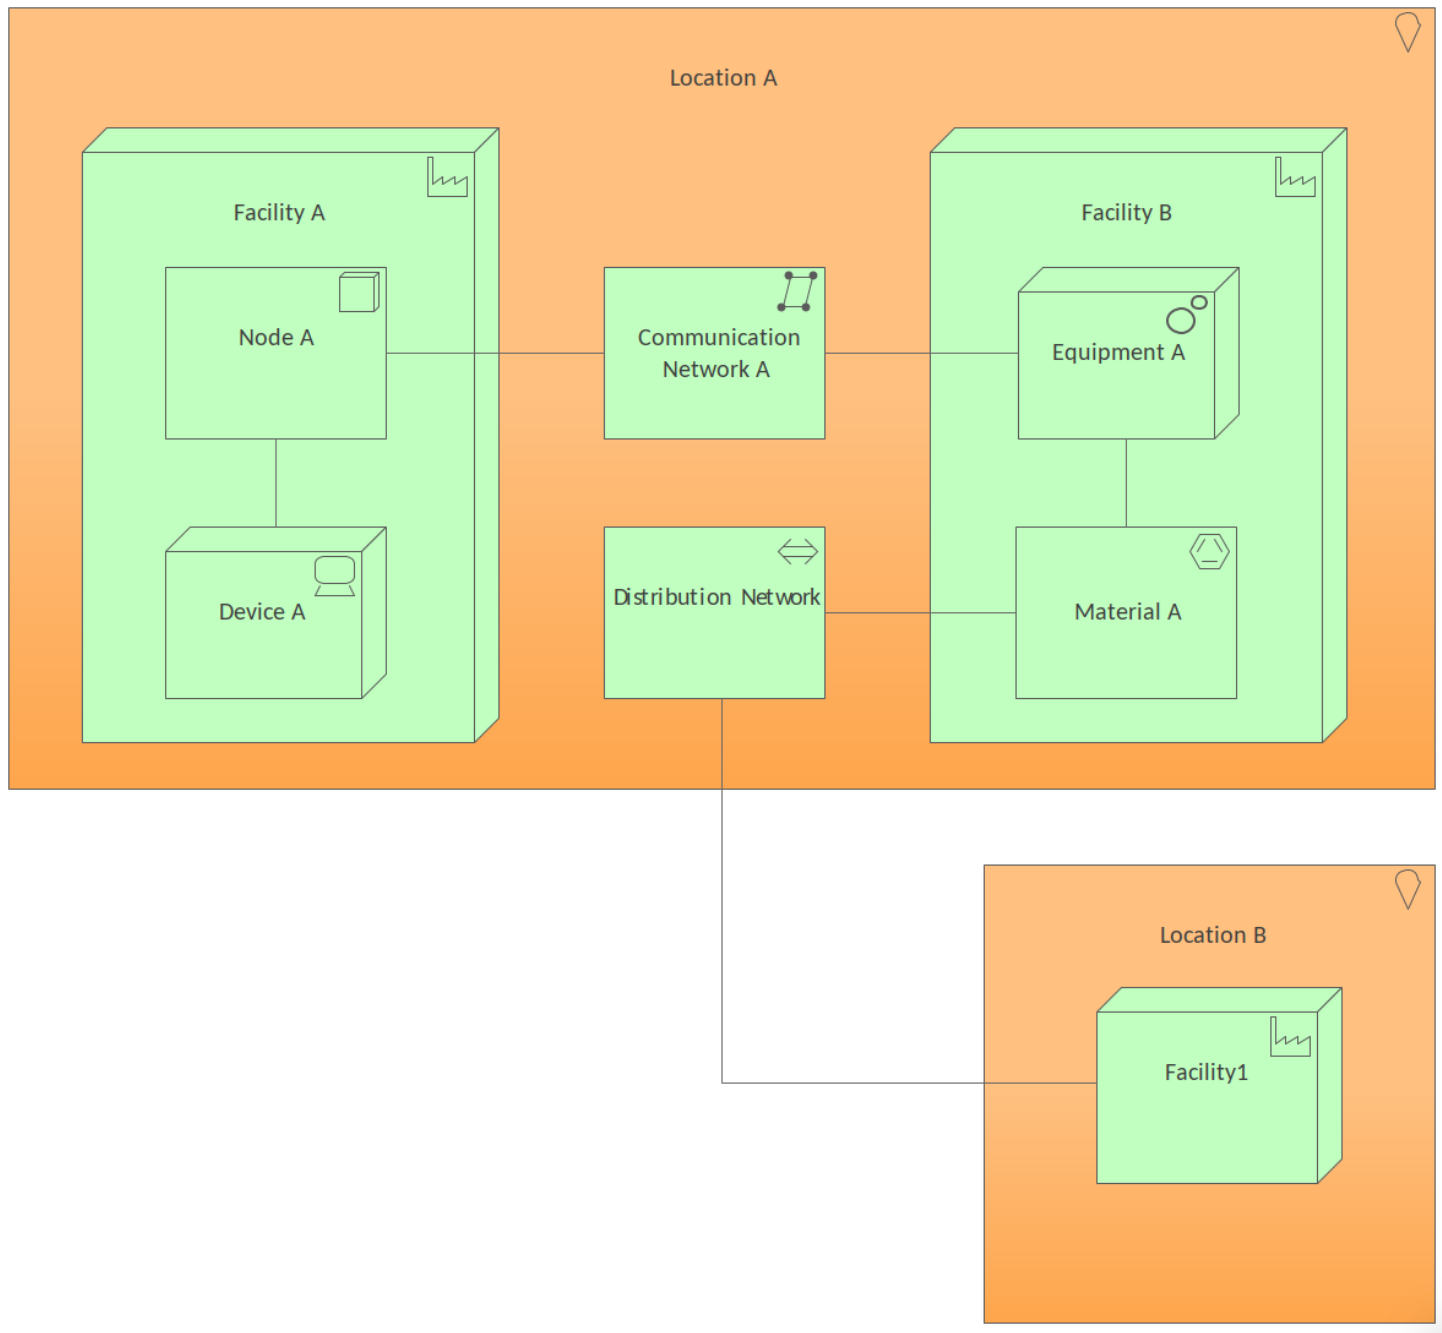 Location A
Facility A
Facility B
Node A
Communication
Network A
Equipment A
Device A
Distribution Network
Material A
Location B
Facility1